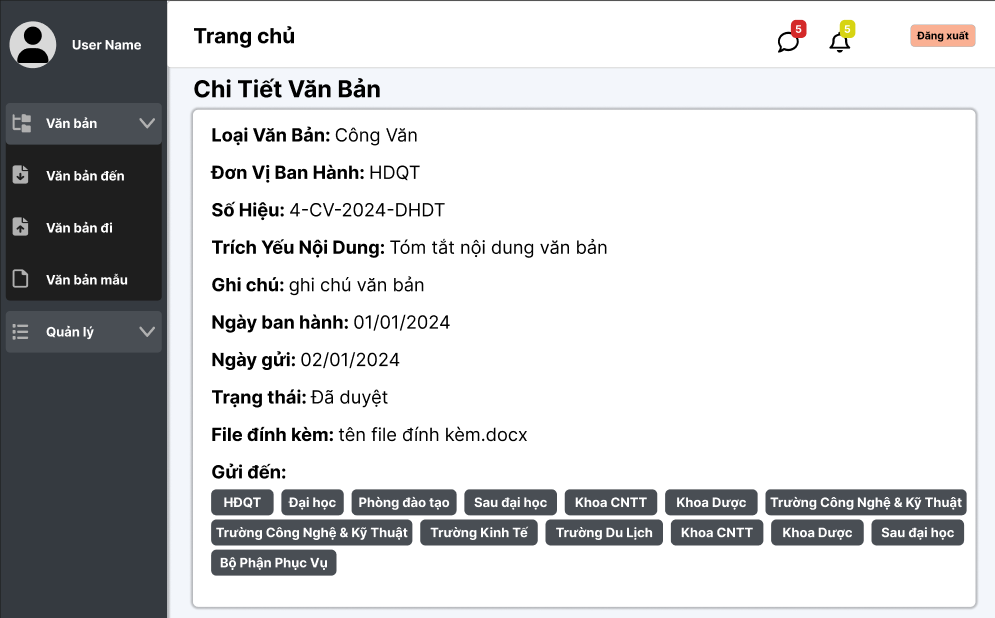 User Name
Trang chủ
5
5
Đăng xuất
Văn bản
Văn bản đến
Văn bản đi
Văn bản mẫu
Quản lý
Chi Tiết Văn Bản
Loại Văn Bản: Công Văn
Đơn Vị Ban Hành: HDQT
Số Hiệu: 4-CV-2024-DHDT
Trích Yếu Nội Dung: Tóm tắt nội dung văn bản
Ghi chú: ghi chú văn bản
Ngày ban hành: 01/01/2024
Ngày gửi: 02/01/2024
Trạng thái: Đã duyệt
File đính kèm: tên file đính kèm.docx
Gửi đến:
HĐQT Đại học Phòng đào tạo Sau đại học Khoa CNTT Khoa Dược Trường Công Nghệ & Kỹ Thuật
Trường Công Nghệ & Kỹ Thuật Trường Kinh Tế Trường Du Lịch Khoa CNTT Khoa Dược Sau đại học
Bộ Phận Phục Vụ